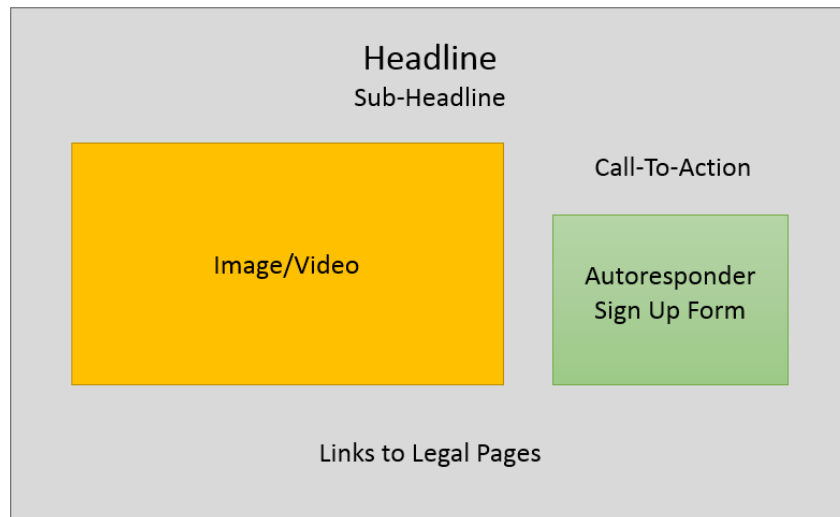 Headline
Sub-Headline
Call-To-Action
Image/Video
Autoresponder
Sign Up Form
Links to Legal Pages